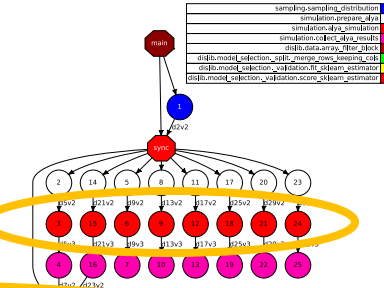 sampling.sampling_distribution
simulation.prepare_alya
simulation.alya_simulation
simulation.collect_alya_results
dislib.data.array._filter_block
dislib.model_selection._split._merge_rows_keeping_cols
dislib.model_selection._validation.fit_sklearn_estimator
dislib.model_selection._validation.score_sklearn_estimator
main
1
d2v2
sync
2 14 5 8 11 17 20 23
d5v2 d21v2 d9v2 d13v2 d17v2 d25v2 d29v2
3 15 6 9 12 18 21 24
d5v3 d21v3 d9v3 d13v3 d17v3 d25v3
4 16 7 10 13 19 22 25
d7v2 d23v2